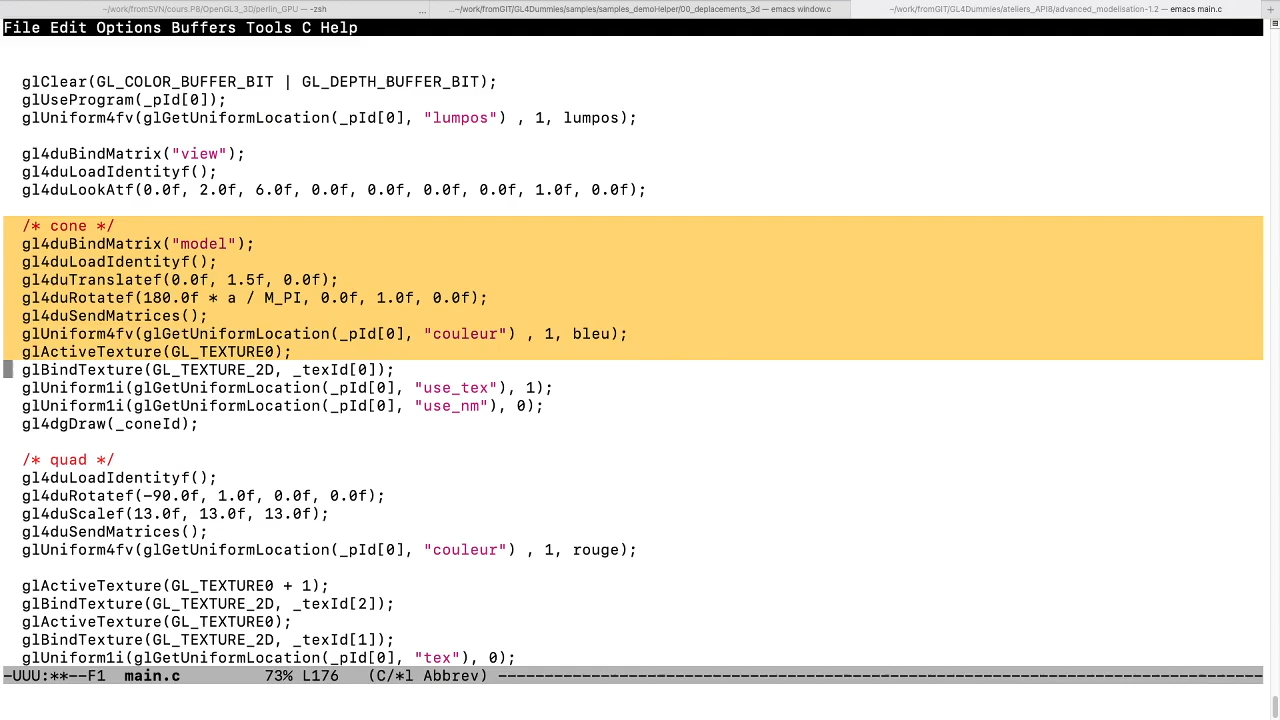 ~/work/fromSVN/cours.P8/OpenGL3_3D/perlin_GPU — -zsh
... ...~/work/fromGIT/GL4Dummies/samples/samples_demoHelper/00_deplacements_3d — emacs window.c
~/work/fromGIT/GL4Dummies/ateliers_API8/advanced_modelisation-1.2 — emacs main.c +
File Edit Options Buffers Tools C Help
glClear(GL_COLOR_BUFFER_BIT | GL_DEPTH_BUFFER_BIT);
glUseProgram(_pId[0]);
glUniform4fv(glGetUniformLocation(_pId[0], "lumpos") , 1, lumpos);
gl4duBindMatrix("view");
gl4duLoadIdentityf();
gl4duLookAtf(0.0f, 2.0f, 6.0f, 0.0f, 0.0f, 0.0f, 0.0f, 1.0f, 0.0f);
/* cone */
gl4duBindMatrix("model");
gl4duLoadIdentityf();
gl4duTranslatef(0.0f, 1.5f, 0.0f);
gl4duRotatef(180.0f * a / M_PI, 0.0f, 1.0f, 0.0f);
gl4duSendMatrices();
glUniform4fv(glGetUniformLocation(_pId[0], "couleur") , 1, bleu);
glActiveTexture(GL_TEXTURE0);
glBindTexture(GL_TEXTURE_2D, _texId[0]);
glUniform1i(glGetUniformLocation(_pId[0], "use_tex"), 1);
glUniform1i(glGetUniformLocation(_pId[0], "use_nm"), 0);
gl4dgDraw(_coneId);
/* quad */
gl4duLoadIdentityf();
gl4duRotatef(-90.0f, 1.0f, 0.0f, 0.0f);
gl4duScalef(13.0f, 13.0f, 13.0f);
gl4duSendMatrices();
glUniform4fv(glGetUniformLocation(_pId[0], "couleur") , 1, rouge);
glActiveTexture(GL_TEXTURE0 + 1);
glBindTexture(GL_TEXTURE_2D, _texId[2]);
glActiveTexture(GL_TEXTURE0);
glBindTexture(GL_TEXTURE_2D, _texId[1]);
glUniform1i(glGetUniformLocation(_pId[0], "tex"), 0);
-UUU:**--F1 main.c 73% L176 (C/*l Abbrev) ------------------------------------------------------------------------------------